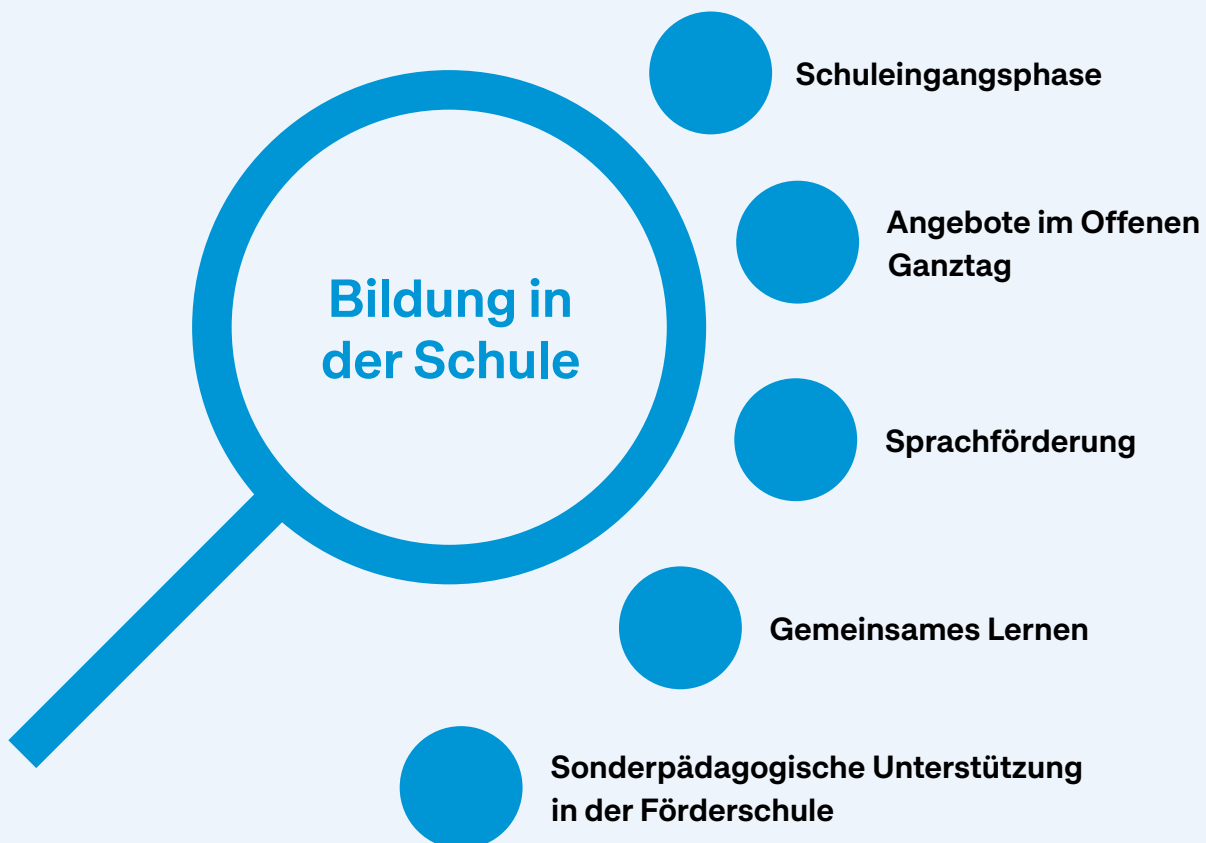 Schuleingangsphase
Angebote im Offenen
Ganztag
Bildung in
der Schule
Sprachförderung
Gemeinsames Lernen
Sonderpädagogische Unterstützung
in der Förderschule